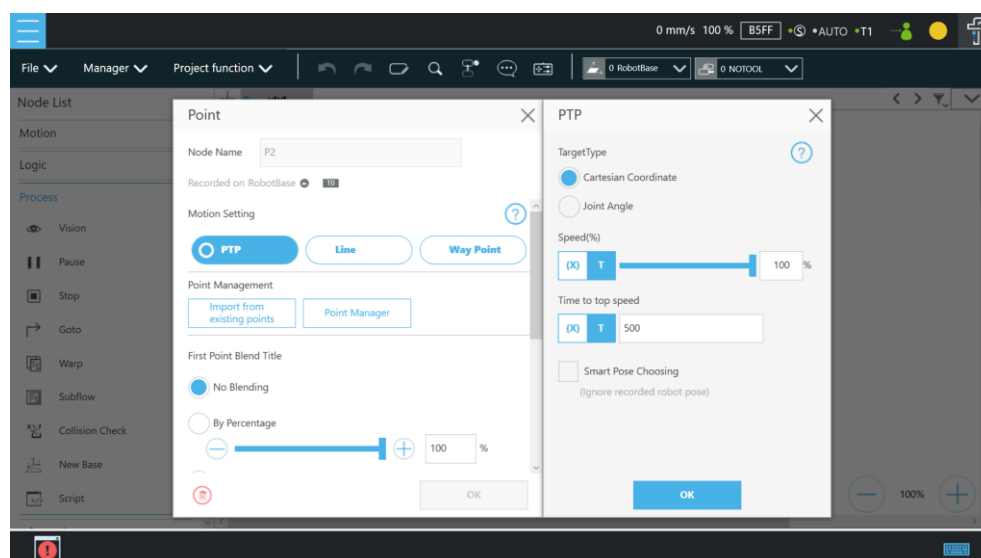 0 mm/s 100 % B5FF •Ⓢ •AUTO •T1
File Manager Project function 0 RobotBase 0 NOTOOL
Node List
Motion
Logic
Process
Vision
Pause
Stop
Goto
Warp
Subflow
Collision Check
New Base
Script
Point
Node Name P2
Recorded on RobotBase T0
Motion Setting ?
PTP Line Way Point
Point Management
Import from
existing points
Point Manager
First Point Blend Title
No Blending
By Percentage
100 %
OK
PTP
TargetType ?
Cartesian Coordinate
Joint Angle
Speed(%)
{X} T 100 %
Time to top speed
{X} T 500
Smart Pose Choosing
(Ignore recorded robot pose)
OK
100%